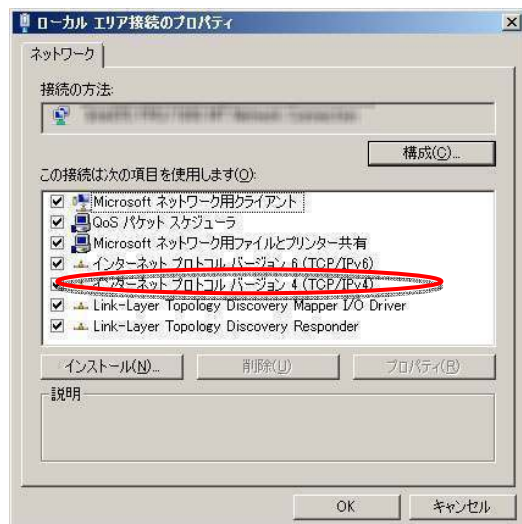 ローカル エリア接続のプロパティ
ネットワーク
接続の方法:
構成(C)...
この接続は次の項目を使用します(O):
Microsoft ネットワーク用クライアント
QoS パケット スケジューラ
Microsoft ネットワーク用ファイルとプリンター共有
インターネット プロトコル バージョン 6 (TCP/IPv6)
インターネット プロトコル バージョン 4 (TCP/IPv4)
Link-Layer Topology Discovery Mapper I/O Driver
Link-Layer Topology Discovery Responder
インストール(N)... 削除(U) プロパティ(R)
説明
OK キャンセル